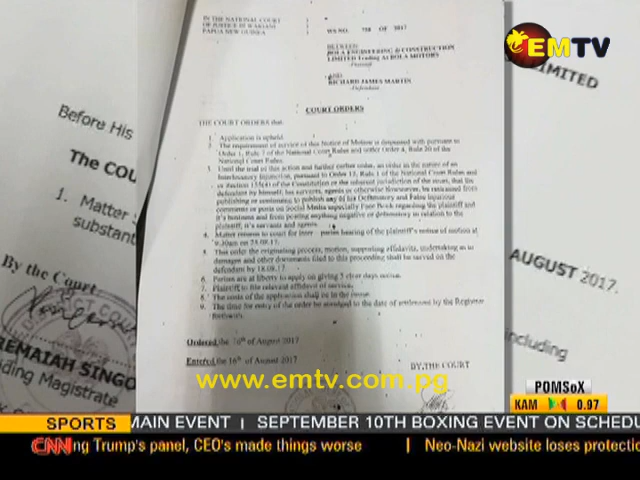 EMTV
IN THE NATIONAL COURT
OF JUSTICE IN WAIGANI
PAPUA NEW GUINEA
WS NO. OF 2017
BETWEEN
BOLA ENGINEERING & CONSTRUCTION
LIMITED Trading As BOLA MOTORS
AND
RICHARD JAMES MARTIN
-Defendant
COURT ORDERS
THE COURT ORDERS that:
1. Application is upheld.
2. The requirement of service of this Notice of Motion is dispensed with pursuant to
Order 1, Rule 7 of the National Court Rules and under Order 4, Rule of the
National Court Rules.
3. Until the trial of this action and further earlier order, an order in the nature of an
Interlocutory Injunction, pursuant to Order 12, Rule 1 of the National Court Rules and
or Section 155(4) of the Constitution or the inherent jurisdiction of the court, that the
defendant by himself, his servants, agents or otherwise howsoever, be restrained from
publishing or continuing to publish any of his Defamatory and False injurious
comments or posts on Social Media especially Face Book regarding the plaintiff and
it's business and from posting anything negative or defamatory in relation to the
plaintiff, it's servants and agents.
4. Matter returns to court for inter - partes hearing of the plaintiff's notice of motion at
9:30am on 25.08.17.
5. This order the originating process, motion, supporting affidavits, undertaking as to
damages and other documents filed in this proceeding shall be served on the
defendant by 18.08.17.
6. Parties are at liberty to apply on giving 3 clear days notice.
7. Plaintiff to file relevant affidavit of service.
8. The costs of the application shall be in the cause.
9. The time for entry of the order be abridged to the date of settlement by the Registrar
forthwith.
Ordered the 16th of August 2017
Entered the 16th of August 2017
BY THE COURT
Before His
The COU
1. Matter
substant
By the Court
REMAIAH SINGO
ding Magistrate
LIMITED
AUGUST 2017.
including
www.emtv.com.pg
POMSoX
KAM 0.97
SPORTS MAIN EVENT | SEPTEMBER 10TH BOXING EVENT ON SCHEDU
CNN ng Trump's panel, CEO's made things worse | Neo-Nazi website loses protectio